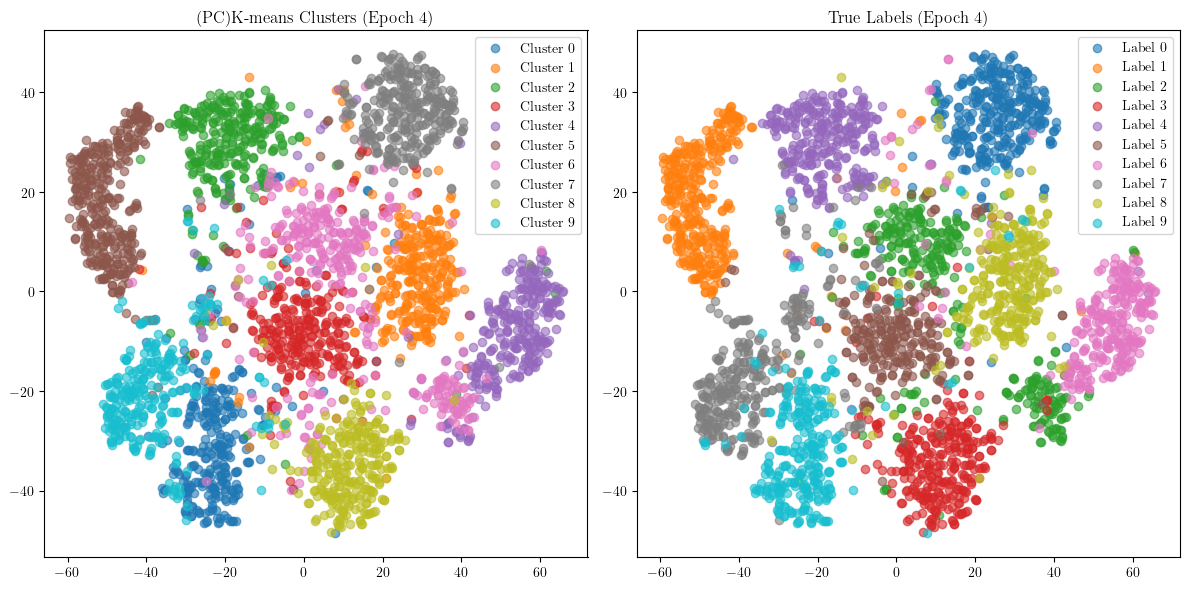 (PC)K-means Clusters (Epoch 4)
Cluster 0
Cluster 1
Cluster 2
Cluster 3
Cluster 4
Cluster 5
Cluster 6
Cluster 7
Cluster 8
Cluster 9
40
20
0
−20
−40
−60
−40
−20
0
20
40
60
True Labels (Epoch 4)
Label 0
Label 1
Label 2
Label 3
Label 4
Label 5
Label 6
Label 7
Label 8
Label 9
40
20
0
−20
−40
−60
−40
−20
0
20
40
60